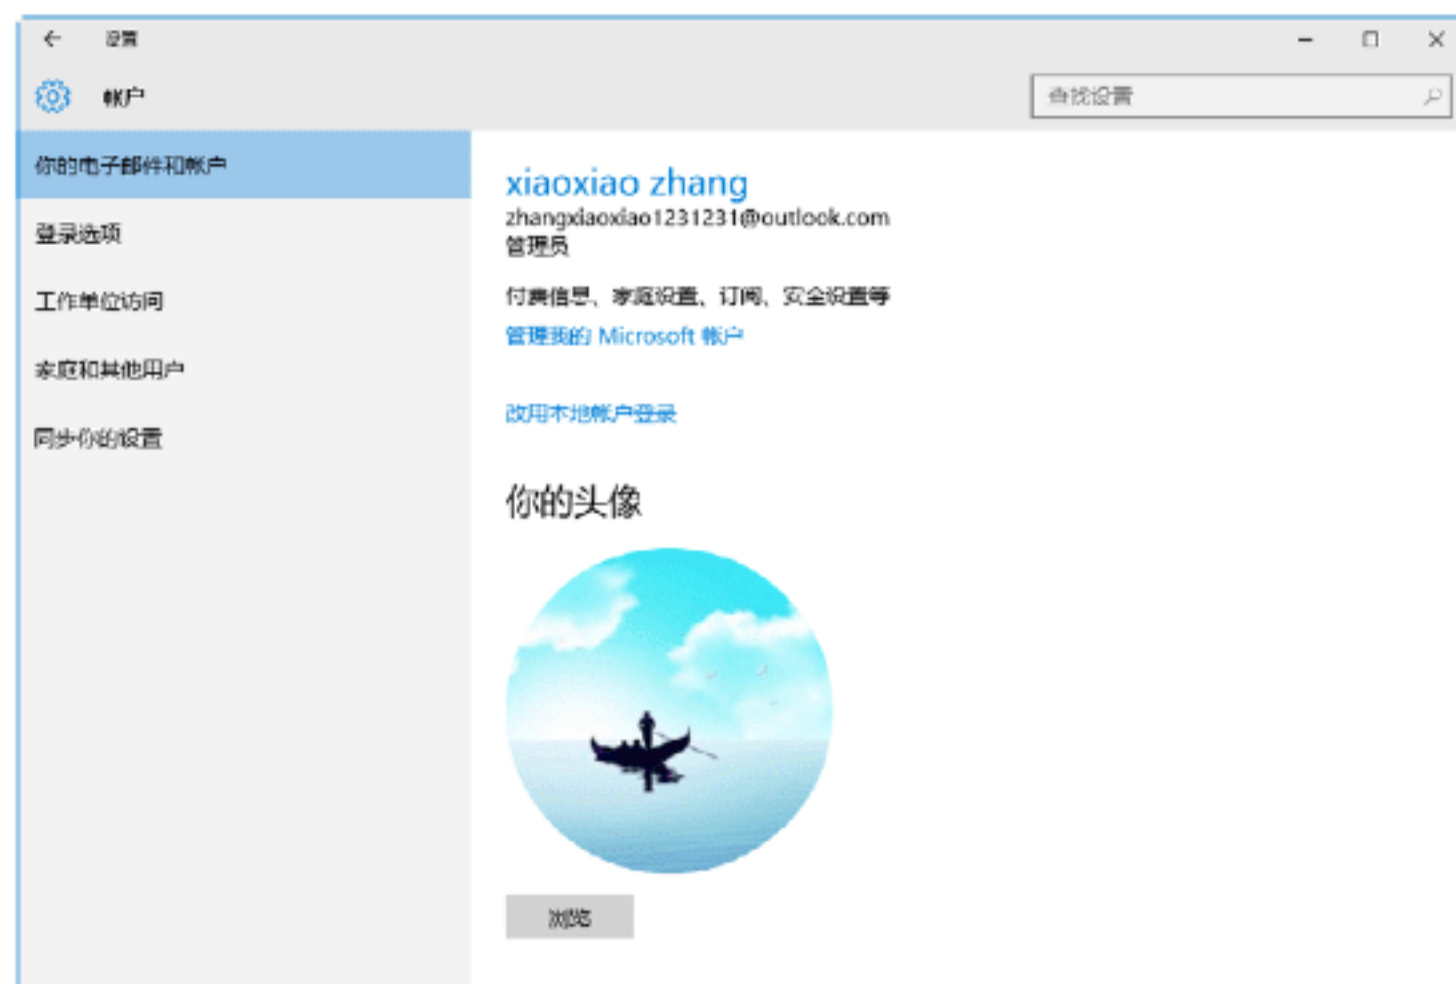 设置
帐户
查找设置
你的电子邮件和帐户
登录选项
工作单位访问
家庭和其他用户
同步你的设置
xiaoxiao zhang
zhangxiaoxiao1231231@outlook.com
管理员
付费信息、家庭设置、订阅、安全设置等
管理我的 Microsoft 帐户
改用本地帐户登录
你的头像
浏览